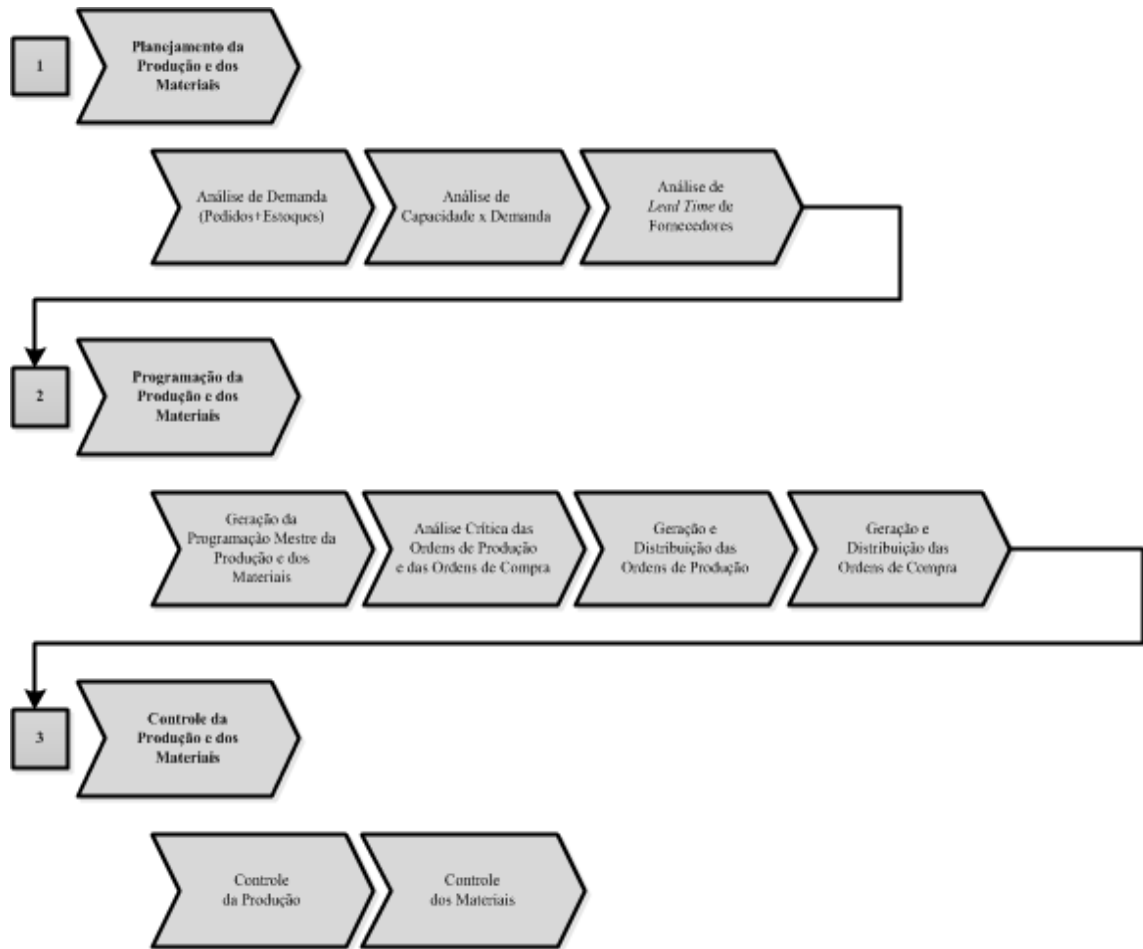 1
Planejamento da
Produção e dos
Materiais
Análise de Demanda
(Pedidos+Estoques)
Análise de
Capacidade x Demanda
Análise de
Lead Time de
Fornecedores
2
Programação da
Produção e dos
Materiais
Geração da
Programação Mestre da
Produção e dos
Materiais
Análise Crítica das
Ordens de Produção
e das Ordens de Compra
Geração e
Distribuição das
Ordens de Produção
Geração e
Distribuição das
Ordens de Compra
3
Controle da
Produção e dos
Materiais
Controle
da Produção
Controle
dos Materiais